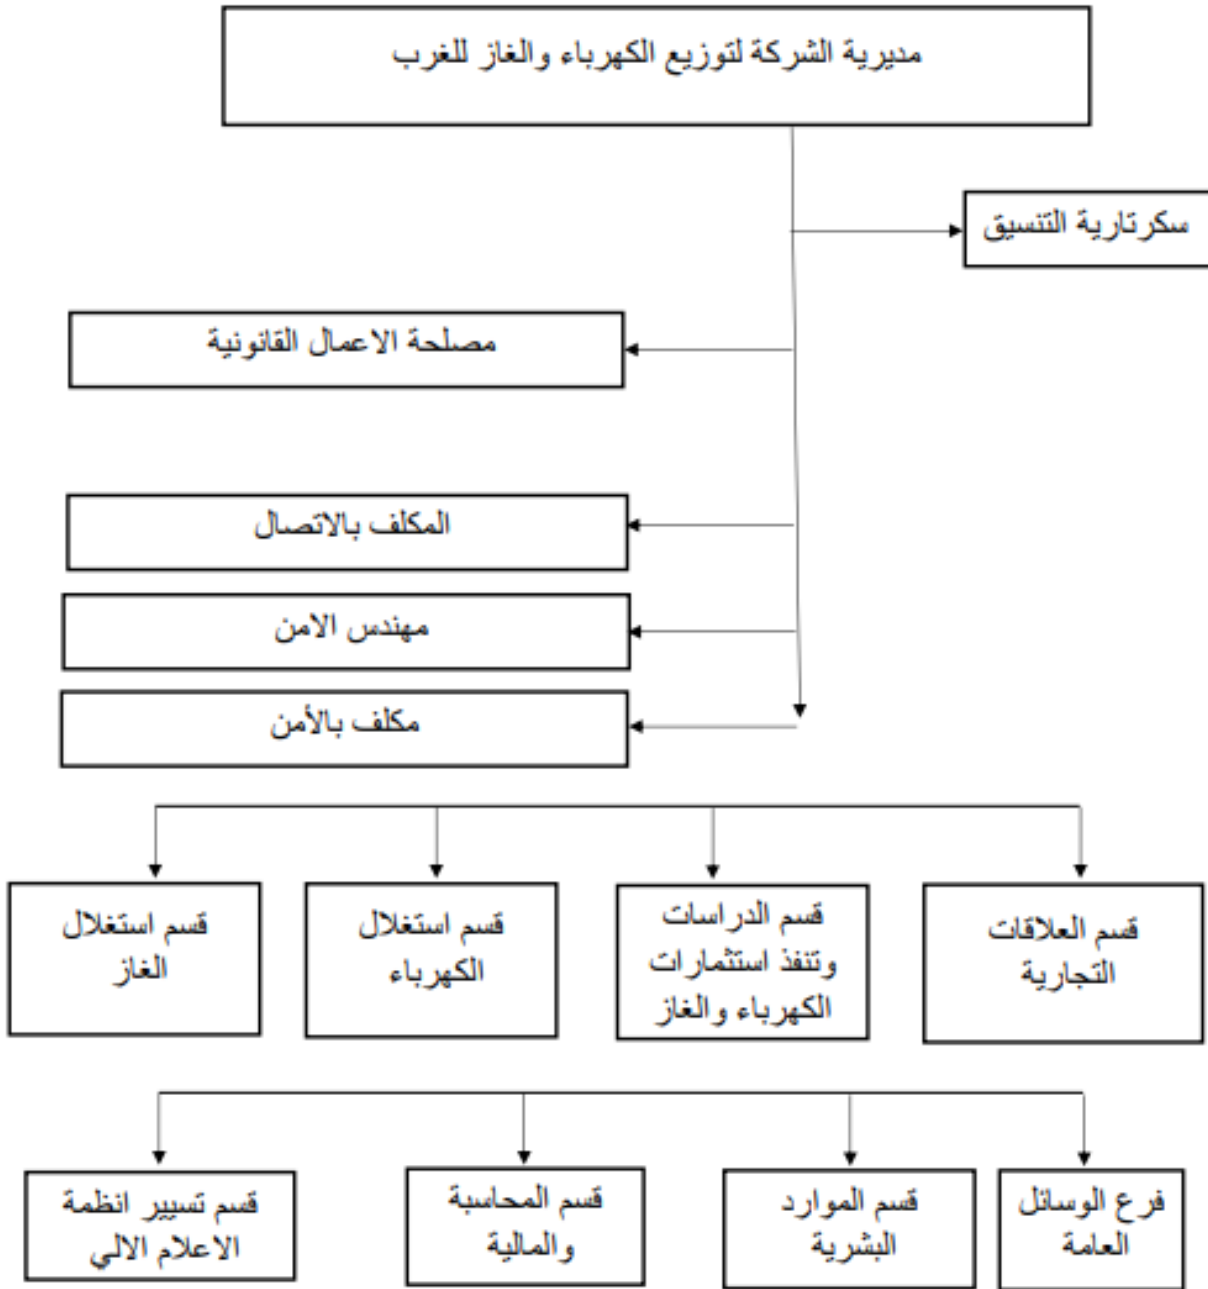 مديرية الشركة لتوزيع الكهرباء والغاز للغرب
سكرتارية التنسيق
مصلحة الاعمال القانونية
المكلف بالاتصال
مهندس الامن
مكلف بالأمن
قسم العلاقات
التجارية
قسم الدراسات
وتنفذ استثمارات
الكهرباء والغاز
قسم استغلال
الكهرباء
قسم استغلال
الغاز
فرع الوسائل
العامة
قسم الموارد
البشرية
قسم المحاسبة
والمالية
قسم تسيير انظمة
الاعلام الالي